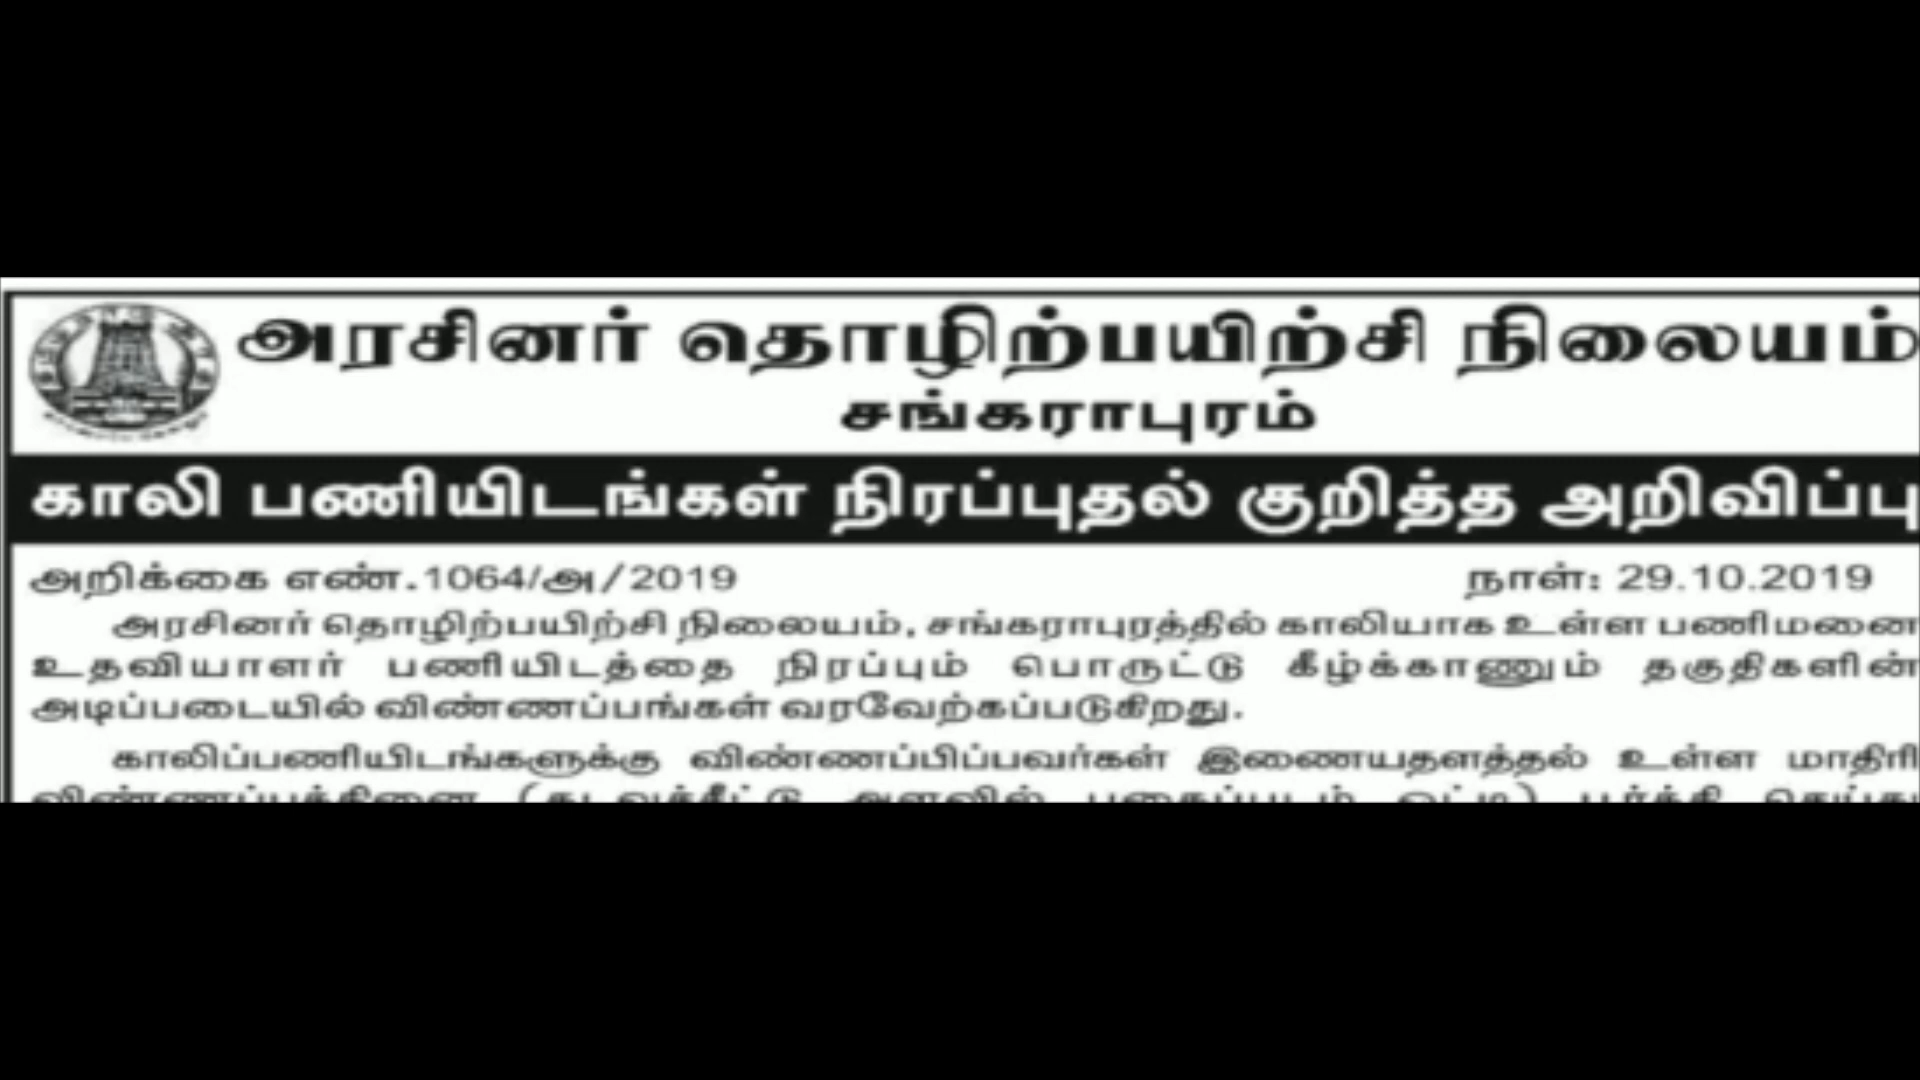 அரசினர் தொழிற்பயிற்சி நிலையம்
சங்கராபுரம்
காலி பணியிடங்கள் நிரப்புதல் குறித்த அறிவிப்பு
அறிக்கை எண்.1064/அ/2019 நாள்: 29.10.2019
அரசினர் தொழிற்பயிற்சி நிலையம், சங்கராபுரத்தில் காலியாக உள்ள பணிமனை
உதவியாளர் பணியிடத்தை நிரப்பும் பொருட்டு கீழ்க்காணும் தகுதிகளின்
அடிப்படையில் விண்ணப்பங்கள் வரவேற்கப்படுகிறது.
காலிப்பணியிடங்களுக்கு விண்ணப்பிப்பவர்கள் இணையதளத்தல் உள்ள மாதிரி